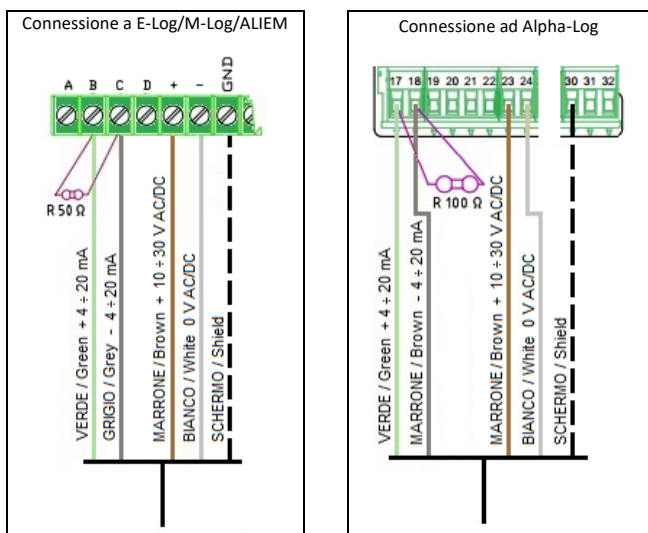 Connessione a E-Log/M-Log/ALIEM
A B C D + – GND
R 50 Ω
VERDE / Green + 4 ÷ 20 mA
GRIGIO / Grey - 4 ÷ 20 mA
MARRONE / Brown + 10 ÷ 30 V AC/DC
BIANCO / White 0 V AC/DC
SCHERMO / Shield
Connessione ad Alpha-Log
17 18 19 20 21 22 23 24 30 31 32
R 100 Ω
VERDE / Green + 4 ÷ 20 mA
MARRONE / Brown - 4 ÷ 20 mA
MARRONE / Brown + 10 ÷ 30 V AC/DC
BIANCO / White 0 V AC/DC
SCHERMO / Shield